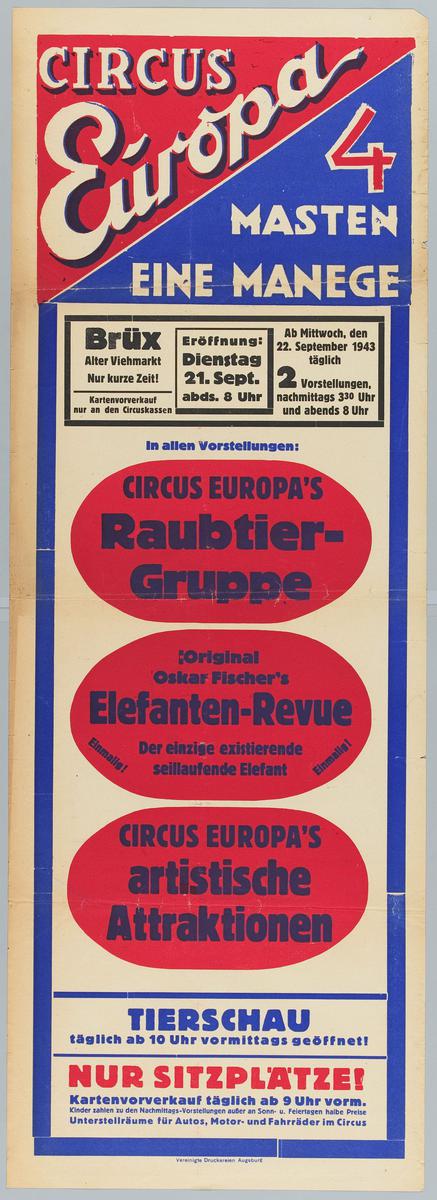 CIRCUS
Europa
4
MASTEN
EINE MANEGE
Brüx
Alter Viehmarkt
Nur kurze Zeit!
Kartenvorverkauf
nur an den Circuskassen
Eröffnung:
Dienstag
21. Sept.
abds. 8 Uhr
Ab Mittwoch, den
22. September 1943
täglich
2 Vorstellungen,
nachmittags 3³⁰ Uhr
und abends 8 Uhr
In allen Vorstellungen:
CIRCUS EUROPA'S
Raubtier-
Gruppe
Original
Oskar Fischer's
Elefanten-Revue
Einmalig!
Der einzige existierende
seillaufende Elefant
Einmalig!
CIRCUS EUROPA'S
artistische
Attraktionen
TIERSCHAU
täglich ab 10 Uhr vormittags geöffnet!
NUR SITZPLÄTZE!
Kartenvorverkauf täglich ab 9 Uhr vorm.
Kinder zahlen zu den Nachmittags-Vorstellungen außer an Sonn- u. Feiertagen halbe Preise
Unterstellräume für Autos, Motor- und Fahrräder im Circus
Vereinigte Druckereien Augsburg